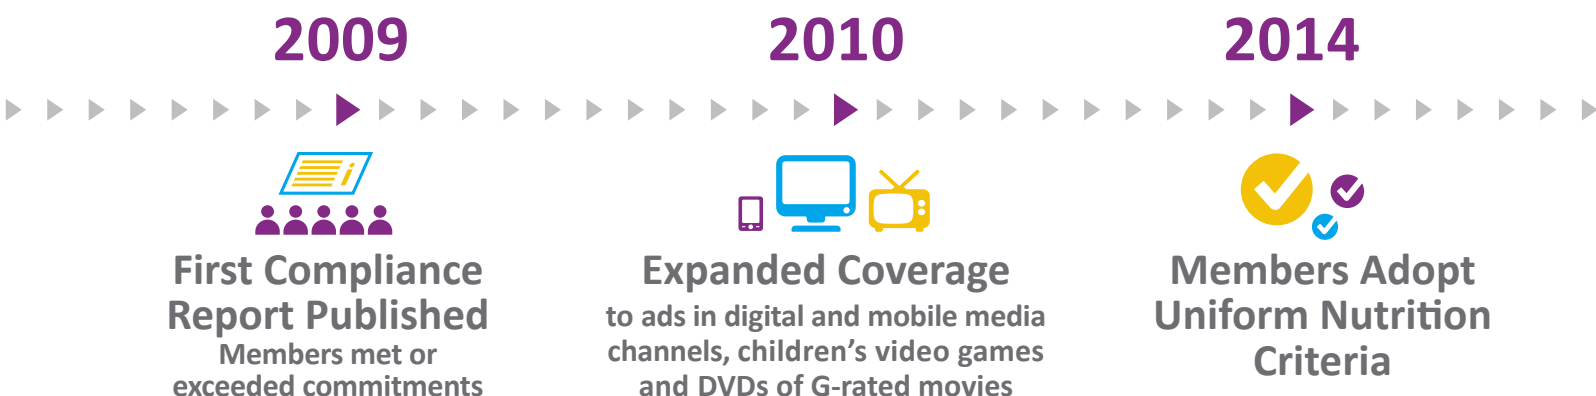 2009
First Compliance
Report Published
Members met or
exceeded commitments
2010
Expanded Coverage
to ads in digital and mobile media
channels, children’s video games
and DVDs of G-rated movies
2014
Members Adopt
Uniform Nutrition
Criteria